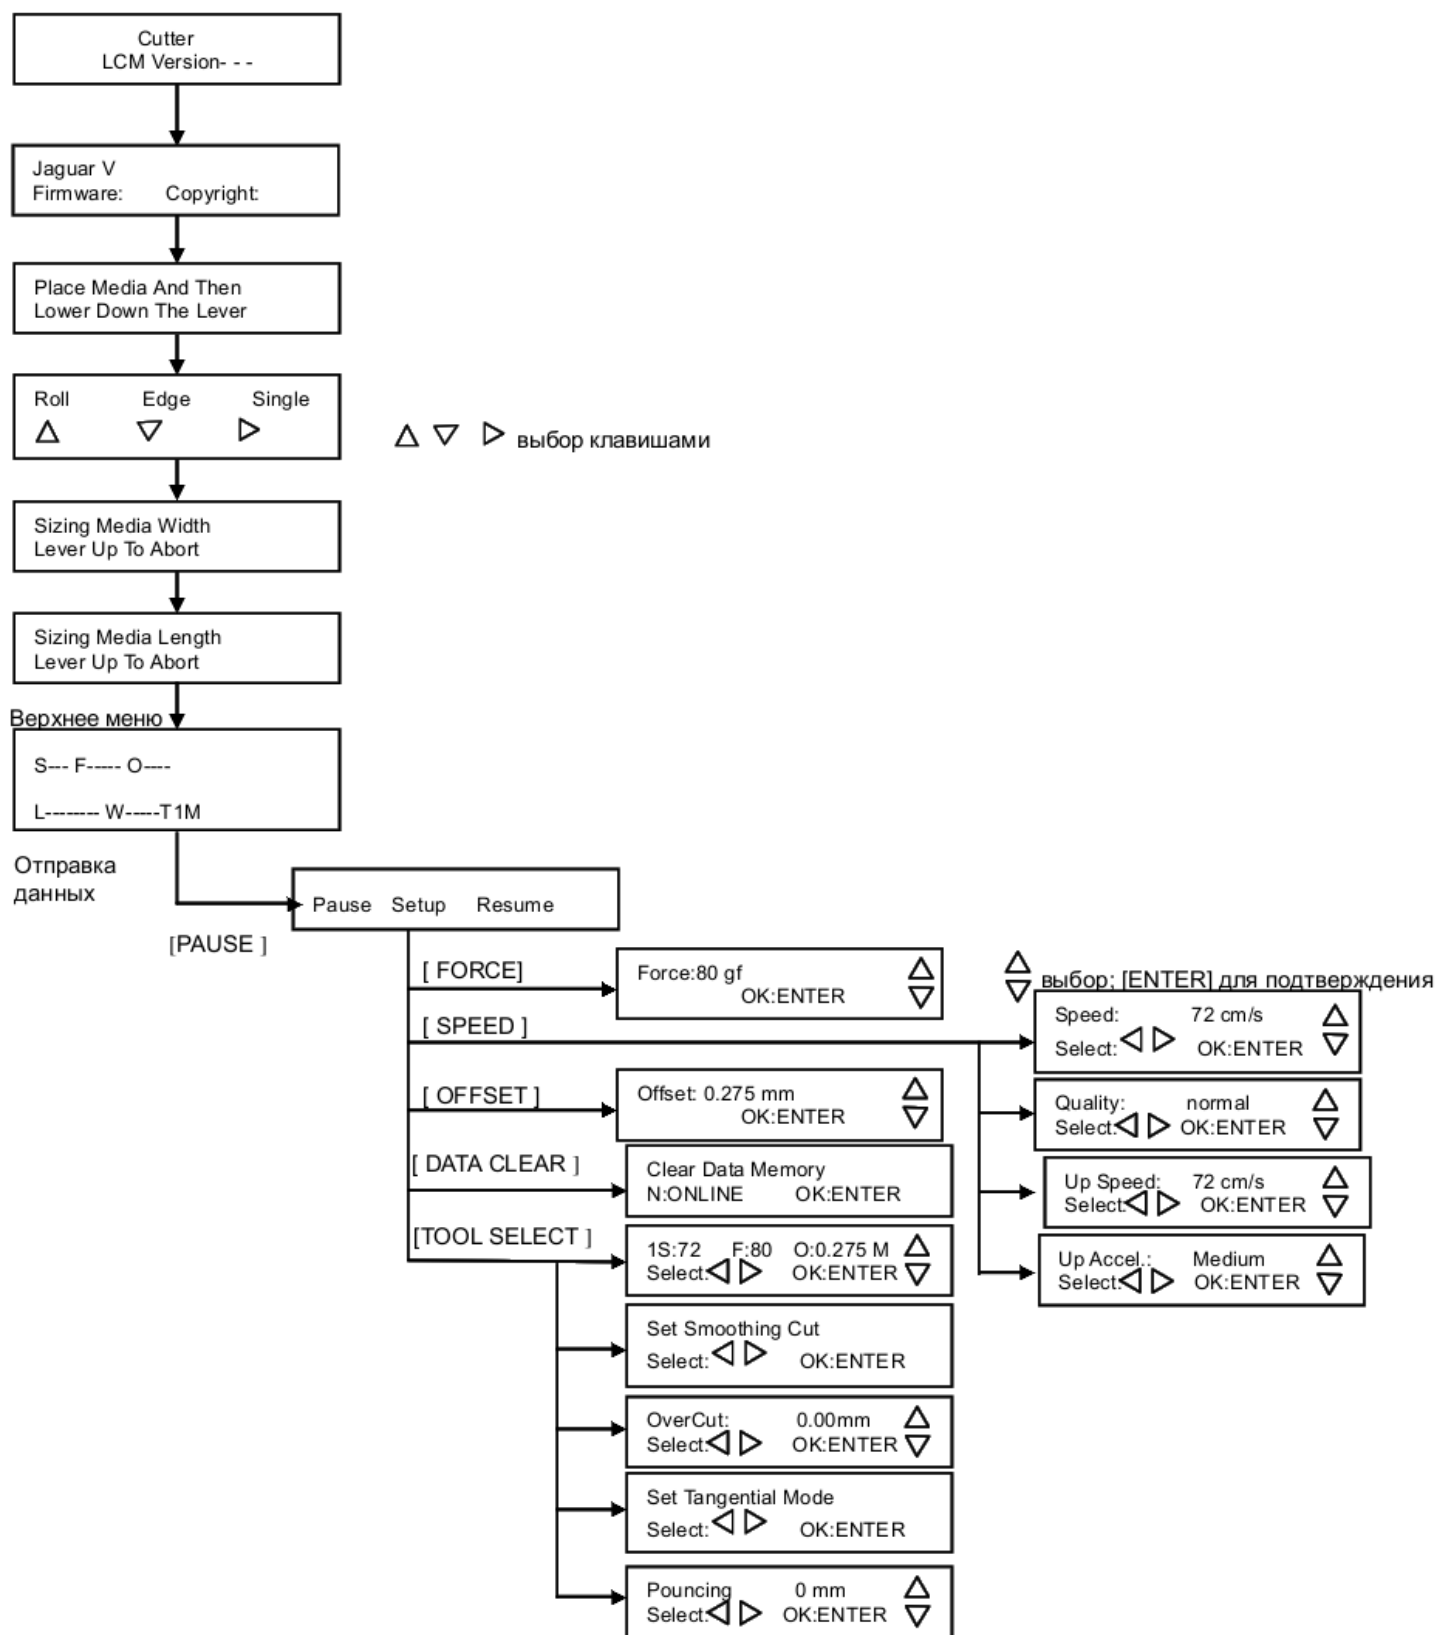 Cutter
LCM Version- - -
Jaguar V
Firmware: Copyright:
Place Media And Then
Lower Down The Lever
Roll Edge Single
выбор клавишами
Sizing Media Width
Lever Up To Abort
Sizing Media Length
Lever Up To Abort
Верхнее меню
S--- F----- O----
L-------- W-----T1M
Отправка
данных
[PAUSE ]
Pause Setup Resume
[ FORCE]
Force:80 gf
OK:ENTER
выбор; [ENTER] для подтверждения
[ SPEED ]
Speed: 72 cm/s
Select: OK:ENTER
Quality: normal
Select: OK:ENTER
Up Speed: 72 cm/s
Select: OK:ENTER
Up Accel.: Medium
Select: OK:ENTER
[ OFFSET ]
Offset: 0.275 mm
OK:ENTER
[ DATA CLEAR ]
Clear Data Memory
N:ONLINE OK:ENTER
[TOOL SELECT ]
1S:72 F:80 O:0.275 M
Select: OK:ENTER
Set Smoothing Cut
Select: OK:ENTER
OverCut: 0.00mm
Select: OK:ENTER
Set Tangential Mode
Select: OK:ENTER
Pouncing 0 mm
Select: OK:ENTER